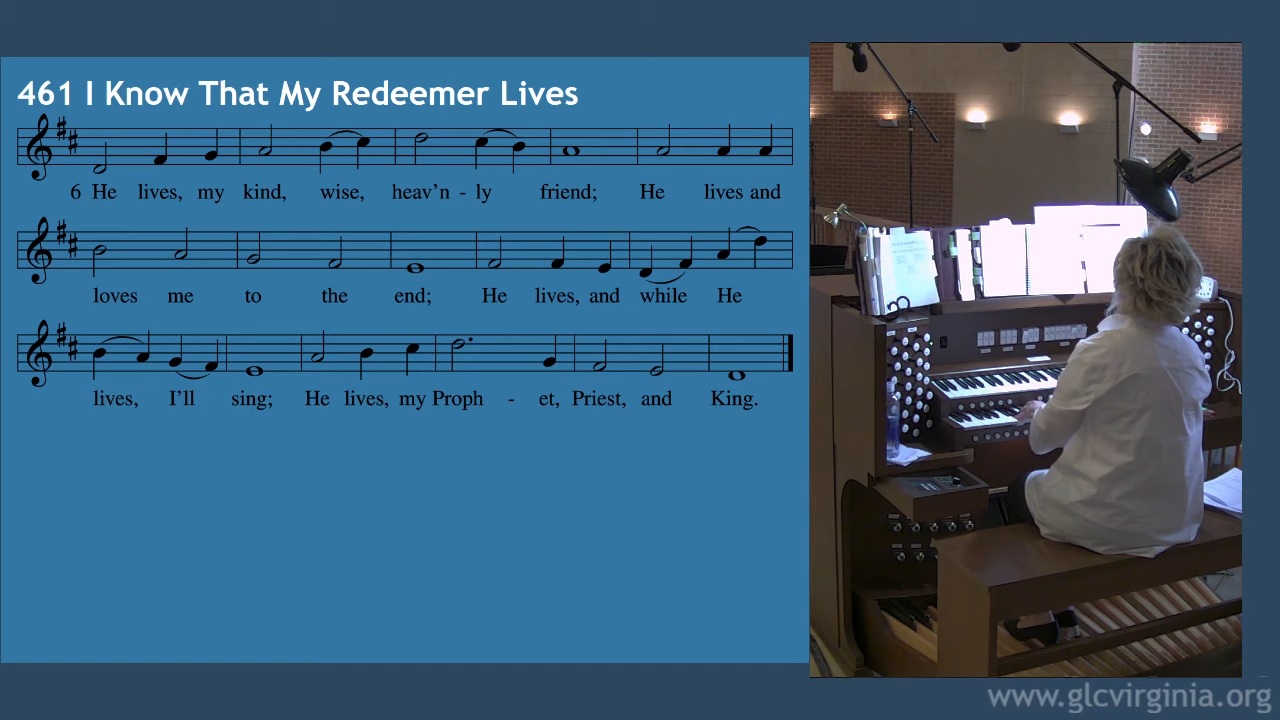 461 I Know That My Redeemer Lives
6 He lives, my kind, wise, heav'n - ly friend; He lives and
loves me to the end; He lives, and while He
lives, I'll sing; He lives, my Proph - et, Priest, and King.
www.glcvirginia.org